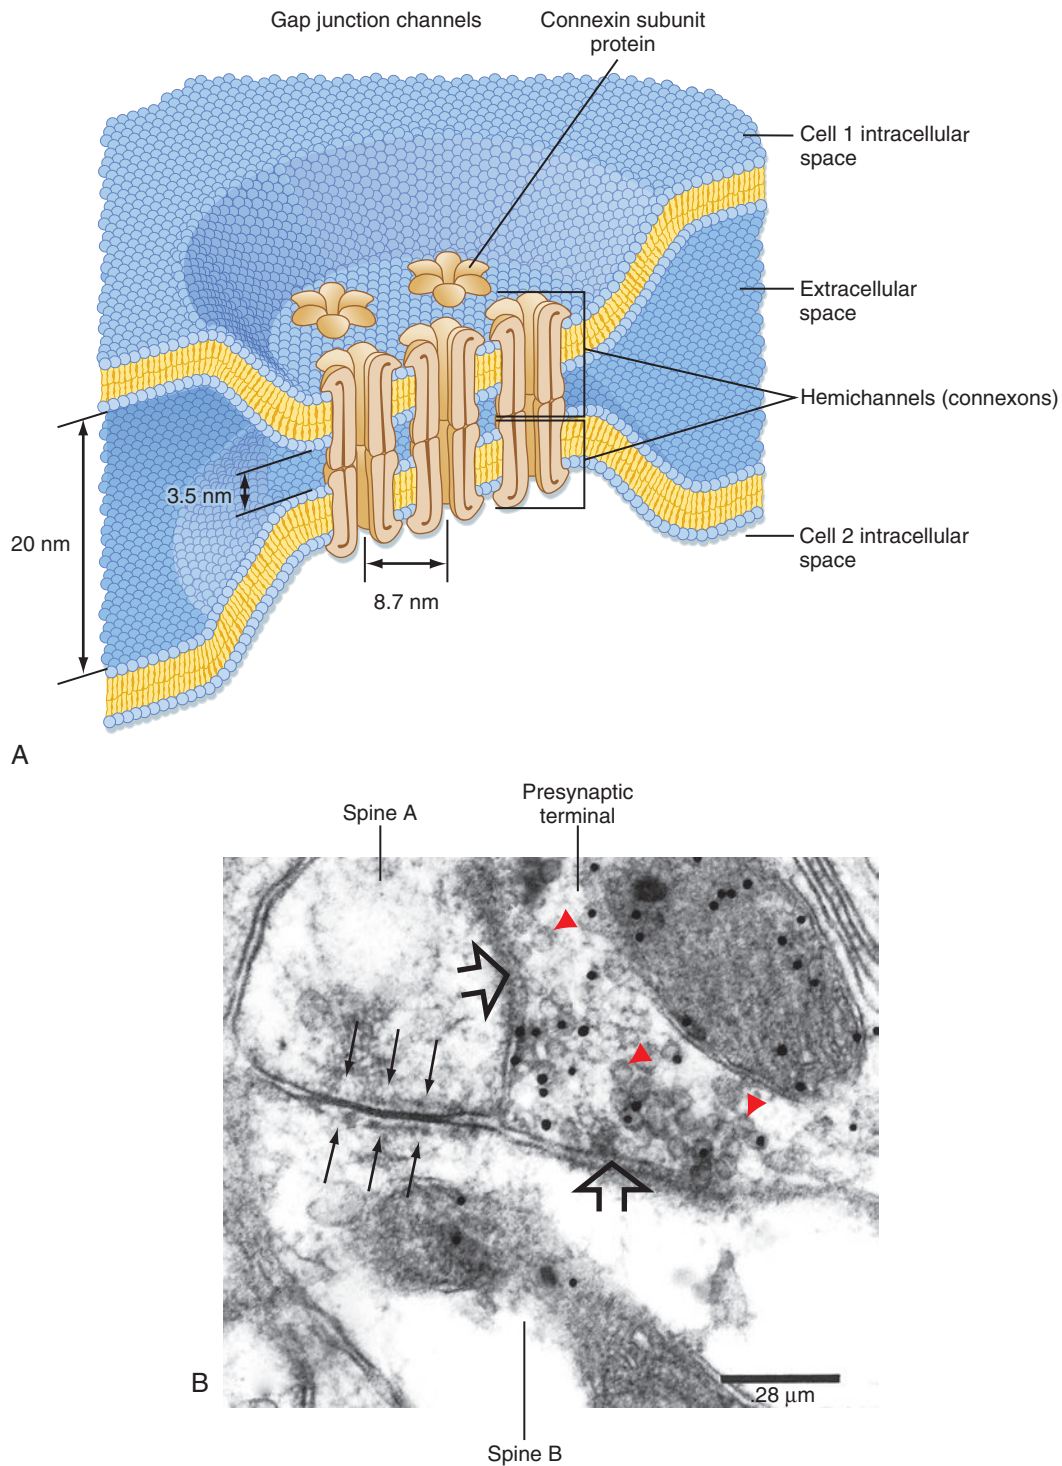 Gap junction channels
Connexin subunit
protein
Cell 1 intracellular
space
Extracellular
space
Hemichannels (connexons)
3.5 nm
20 nm
Cell 2 intracellular
space
8.7 nm
A
Presynaptic
terminal
Spine A
B
.28 μm
Spine B